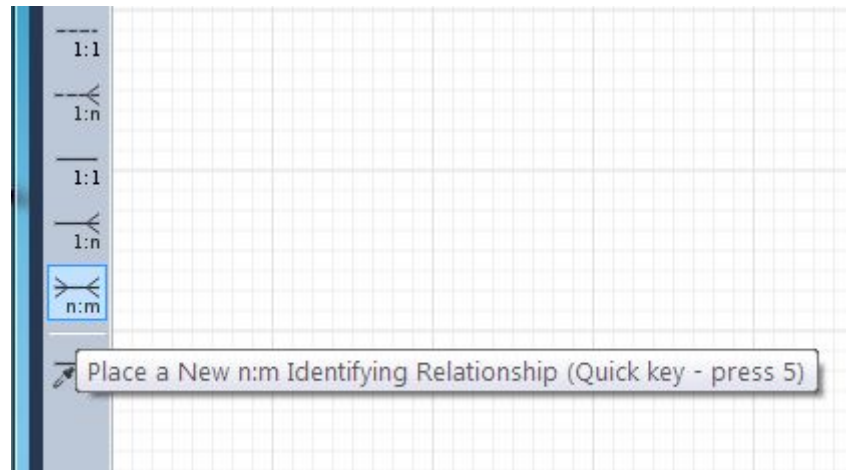 1:1
1:n
1:1
1:n
n:m
Place a New n:m Identifying Relationship (Quick key - press 5)